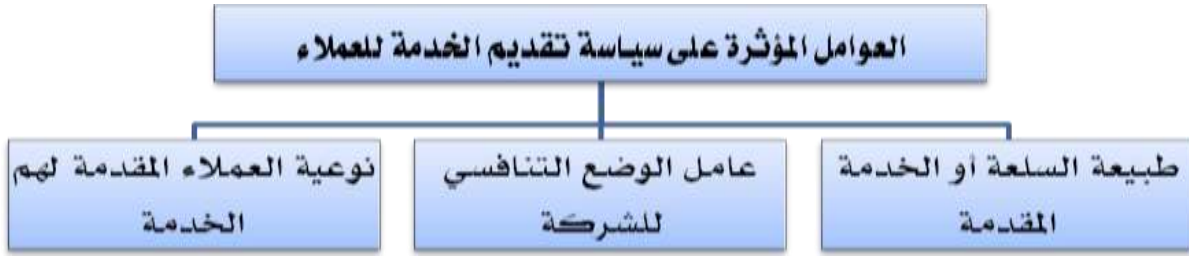 العوامل المؤثرة على سياسة تقديم الخدمة للعملاء
طبيعة السلعة أو الخدمة
المقدمة
عامل الوضع التنافسي
للشركة
نوعية العملاء المقدمة لهم
الخدمة